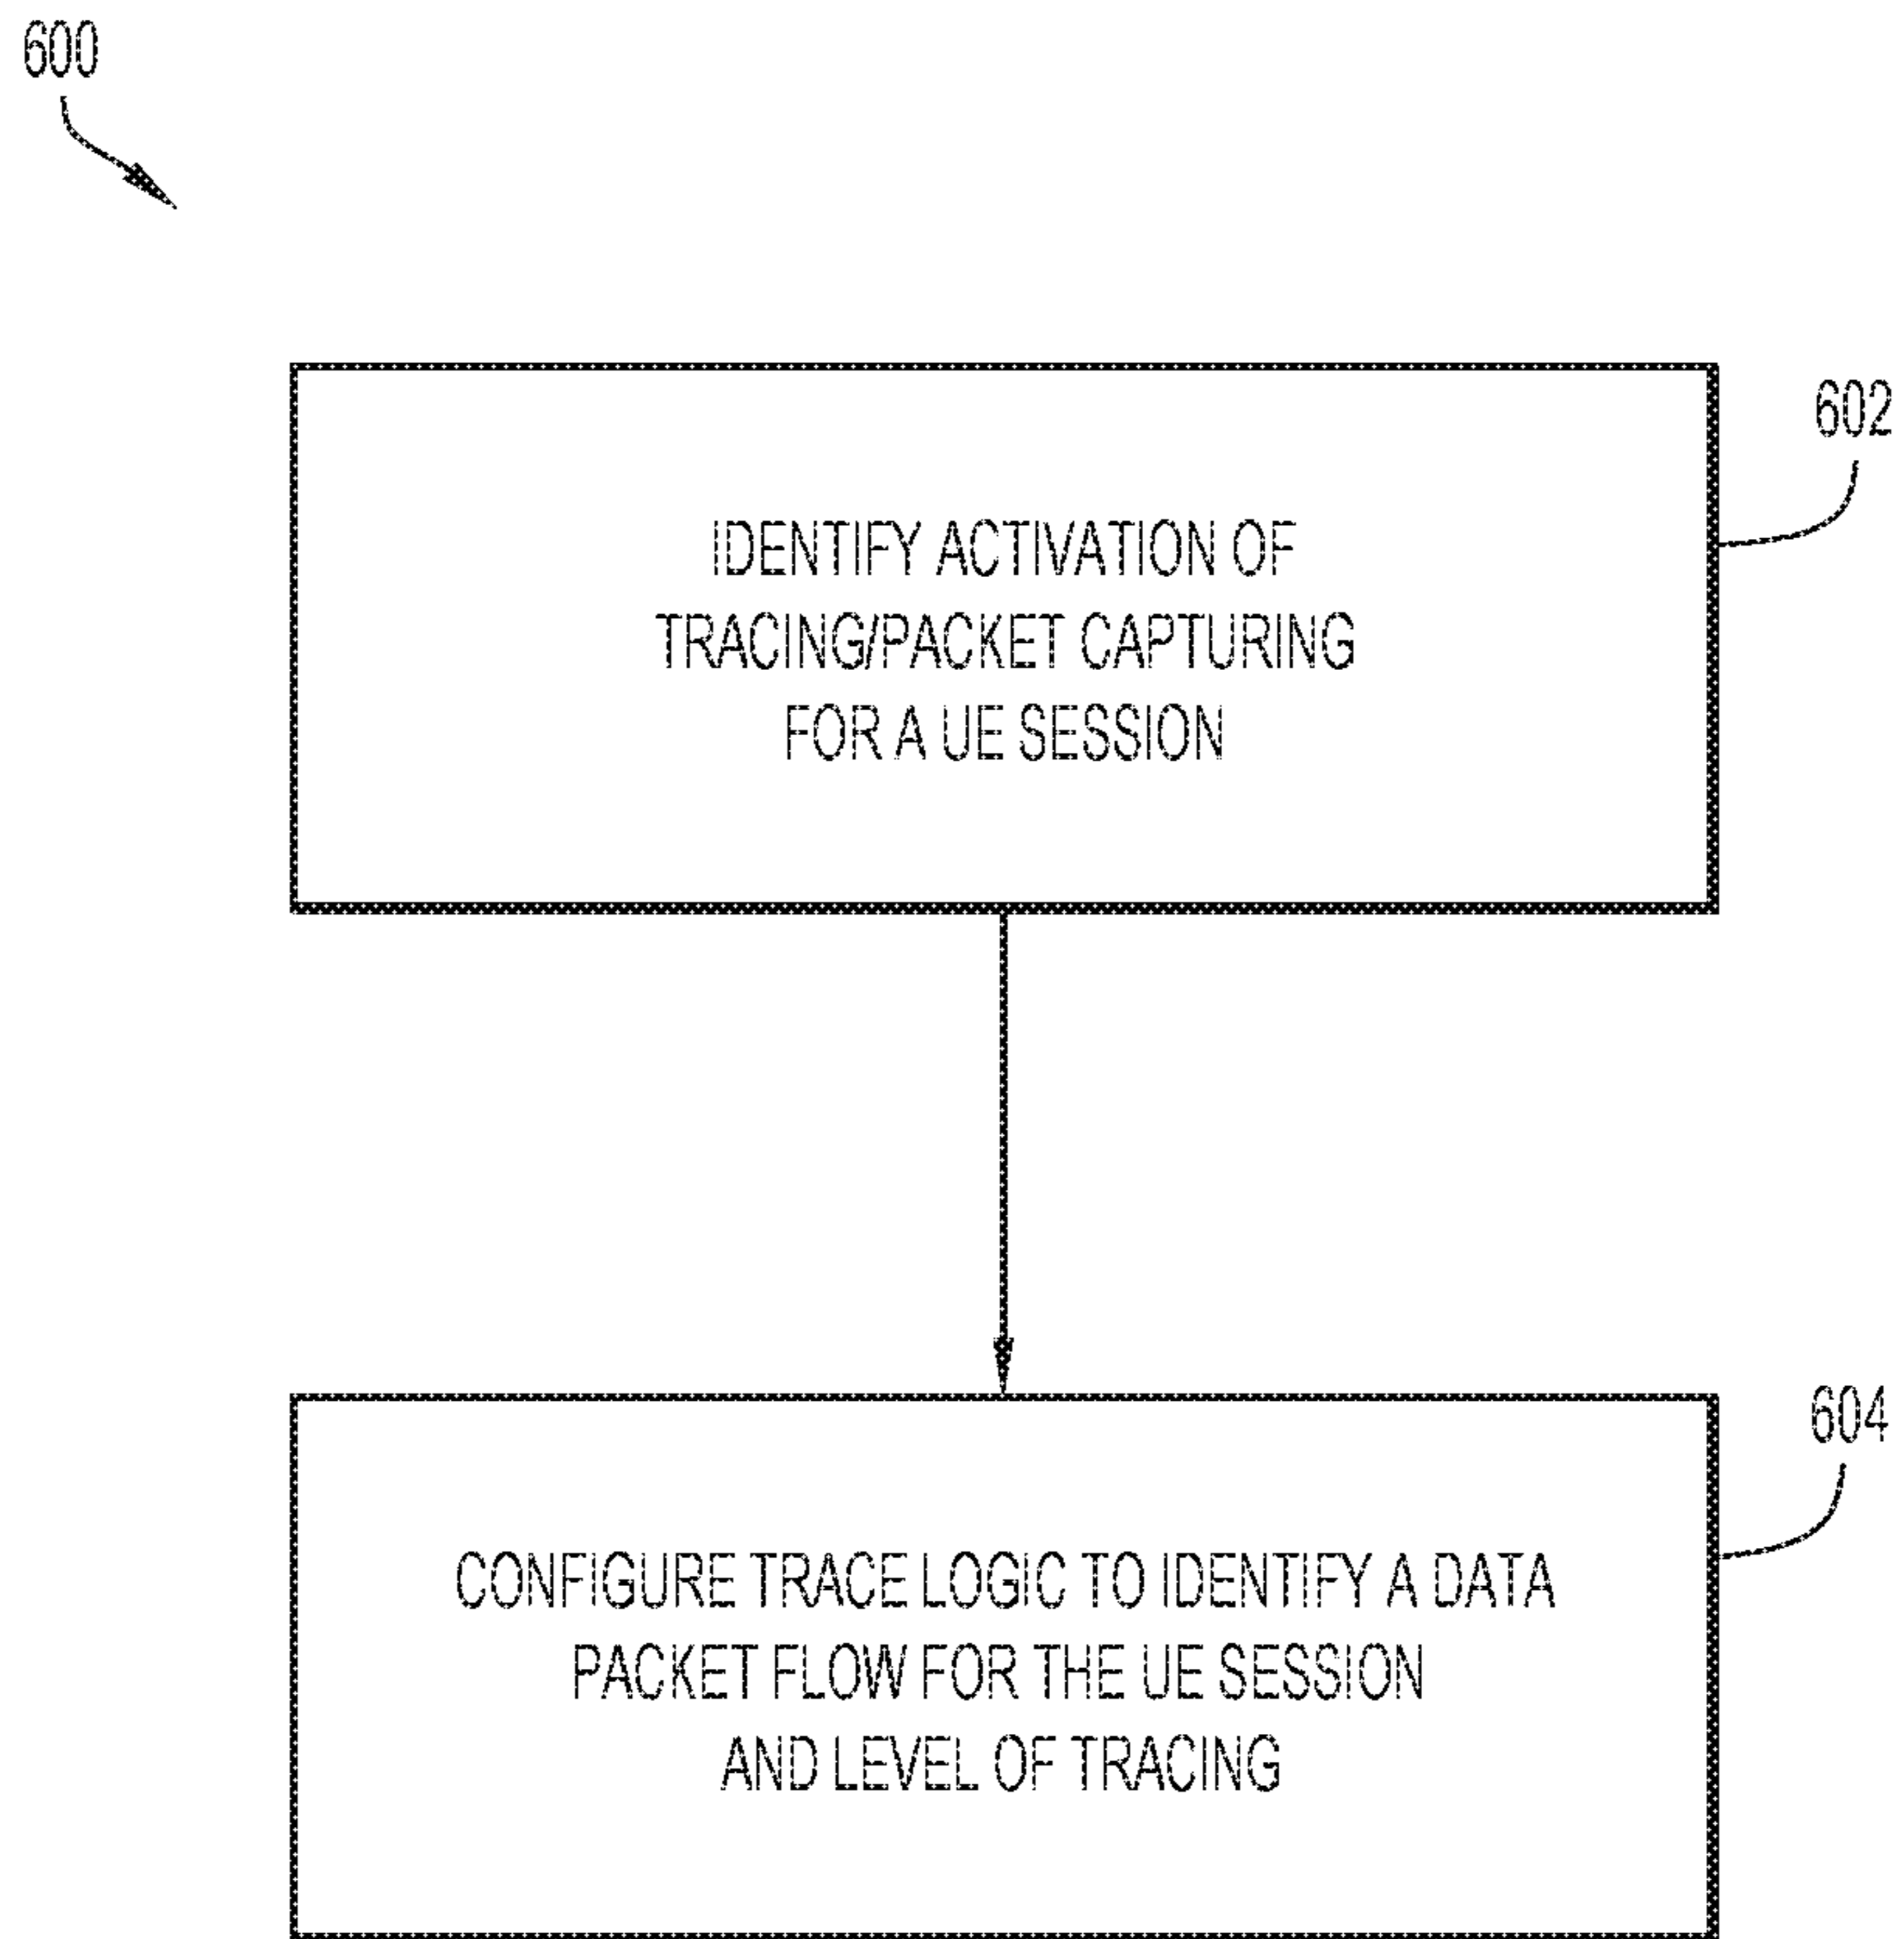 600
602
IDENTIFY ACTIVATION OF
TRACING/PACKET CAPTURING
FOR A UE SESSION
604
CONFIGURE TRACE LOGIC TO IDENTIFY A DATA
PACKET FLOW FOR THE UE SESSION
AND LEVEL OF TRACING